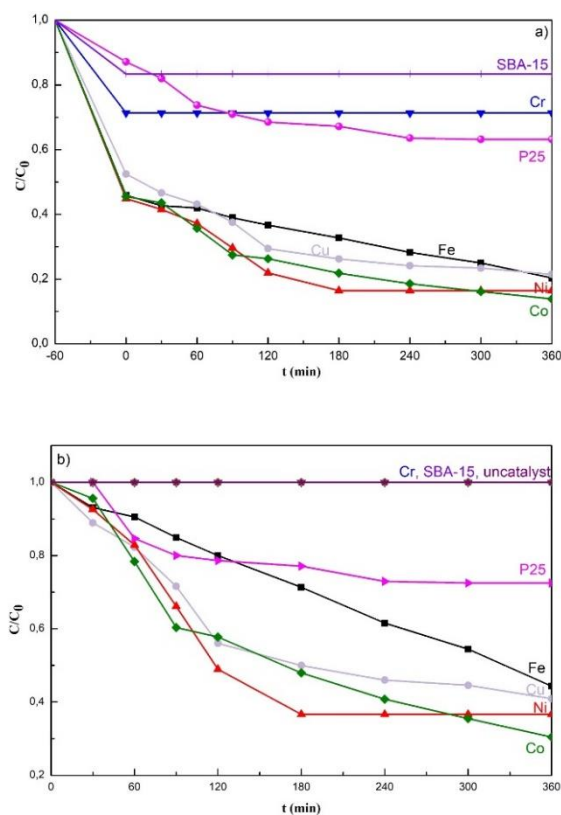 a)
1,0
SBA-15
0,8
Cr
P25
0,6
C/C0
0,4
Cu
Fe
0,2
Ni
Co
0,0
-60 0 60 120 180 240 300 360
t (min)
b)
Cr, SBA-15, uncatalyst
1,0
0,8
P25
C/C0
0,6
Fe
Cu
0,4
Ni
Co
0,2
0 60 120 180 240 300 360
t (min)